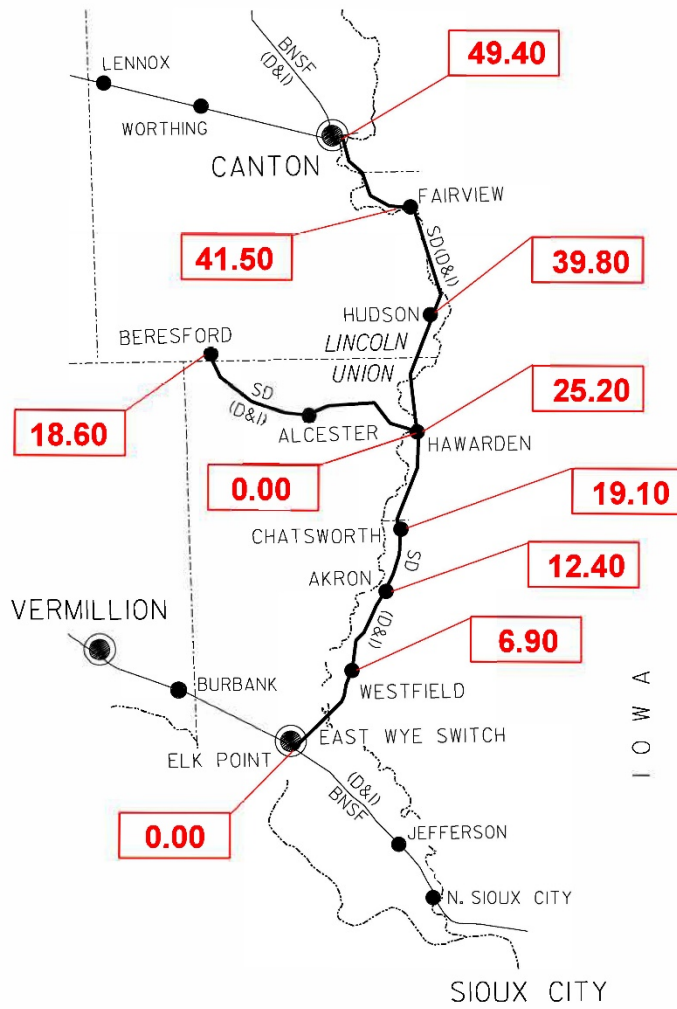 BNSF
(D&I)
49.40
LENNOX
WORTHING
CANTON
FAIRVIEW
41.50
SD(D&I)
39.80
HUDSON
BERESFORD
LINCOLN
UNION
SD
(D&I)
25.20
18.60
ALCESTER
HAWARDEN
0.00
19.10
CHATSWORTH
SD
AKRON
12.40
(D&I)
VERMILLION
6.90
BURBANK
WESTFIELD
IOWA
EAST WYE SWITCH
ELK POINT
(D&I)
BNSF
0.00
JEFFERSON
N. SIOUX CITY
SIOUX CITY